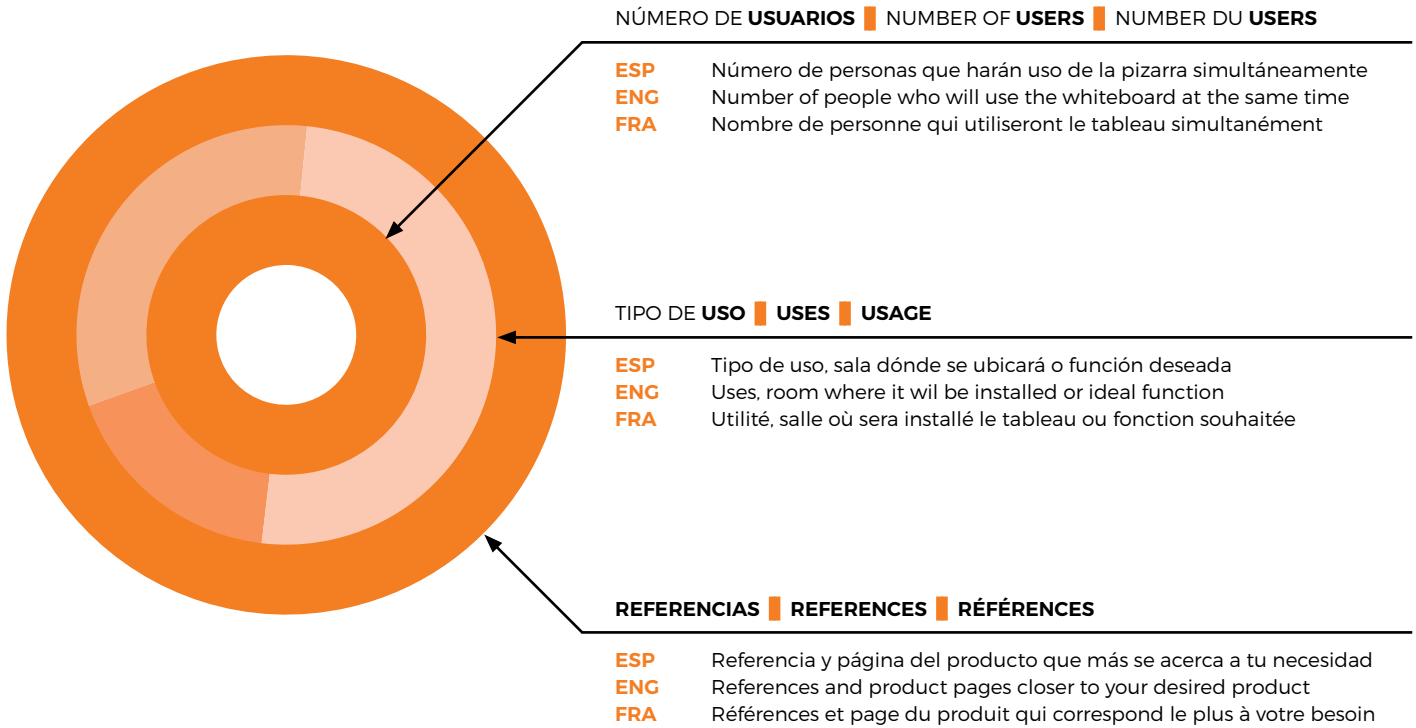 NÚMERO DE USUARIOS NUMBER OF USERS NUMBER DU USERS
ESP Número de personas que harán uso de la pizarra simultáneamente
ENG Number of people who will use the whiteboard at the same time
FRA Nombre de personne qui utiliseront le tableau simultanément
TIPO DE USO USES USAGE
ESP Tipo de uso, sala dónde se ubicará o función deseada
ENG Uses, room where it wil be installed or ideal function
FRA Utilité, salle où sera installé le tableau ou fonction souhaitée
REFERENCIAS REFERENCES RÉFÉRENCES
ESP Referencia y página del producto que más se acerca a tu necesidad
ENG References and product pages closer to your desired product
FRA Références et page du produit qui correspond le plus à votre besoin